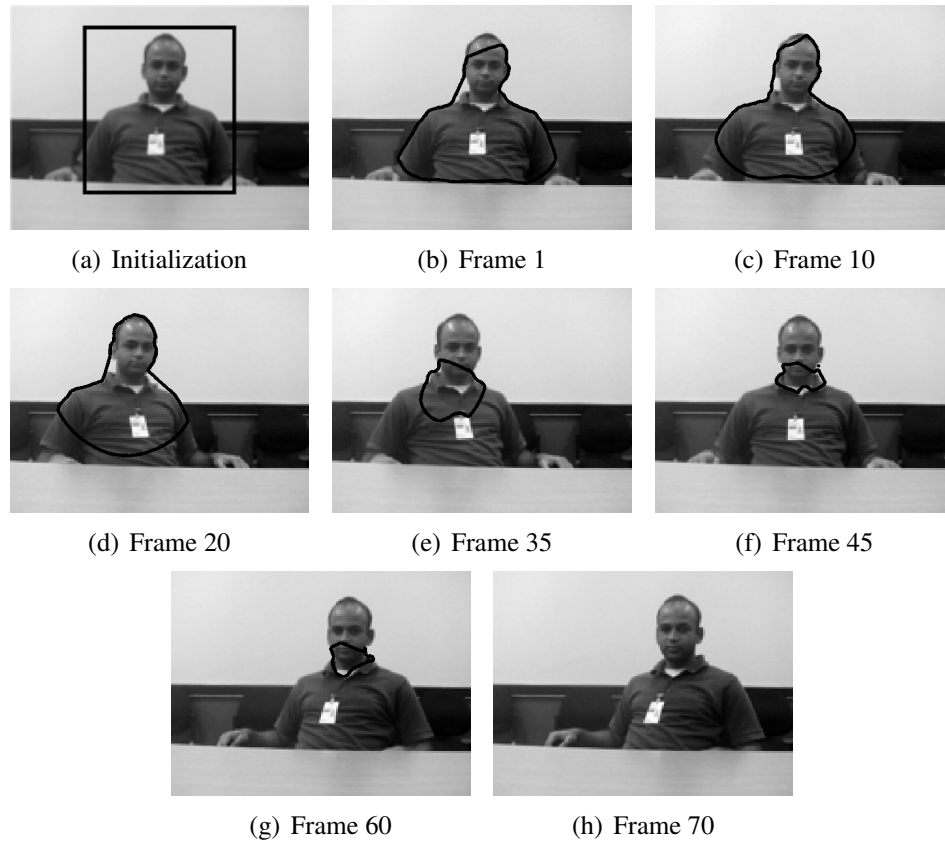 (a) Initialization
(b) Frame 1
(c) Frame 10
(d) Frame 20
(e) Frame 35
(f) Frame 45
(g) Frame 60
(h) Frame 70